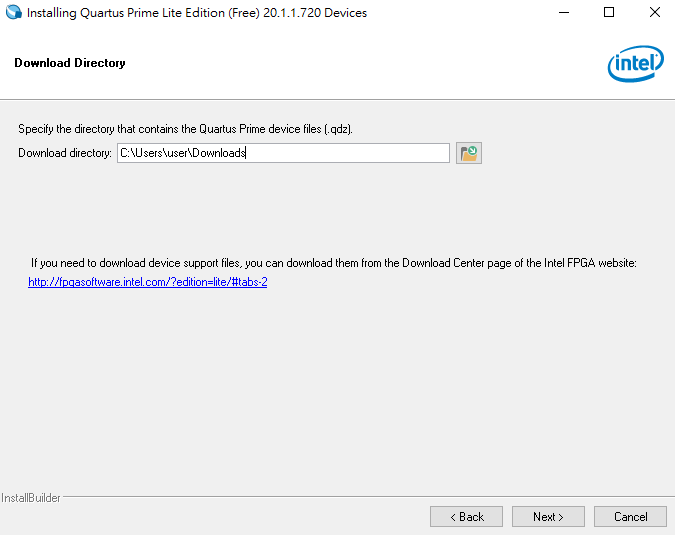 Installing Quartus Prime Lite Edition (Free) 20.1.1.720 Devices
Download Directory
intel
Specify the directory that contains the Quartus Prime device files (.qdz).
Download directory: C:\Users\user\Downloads
If you need to download device support files, you can download them from the Download Center page of the Intel FPGA website:
http://fpgasoftware.intel.com/?edition=lite/#tabs-2
InstallBuilder
< Back Next > Cancel